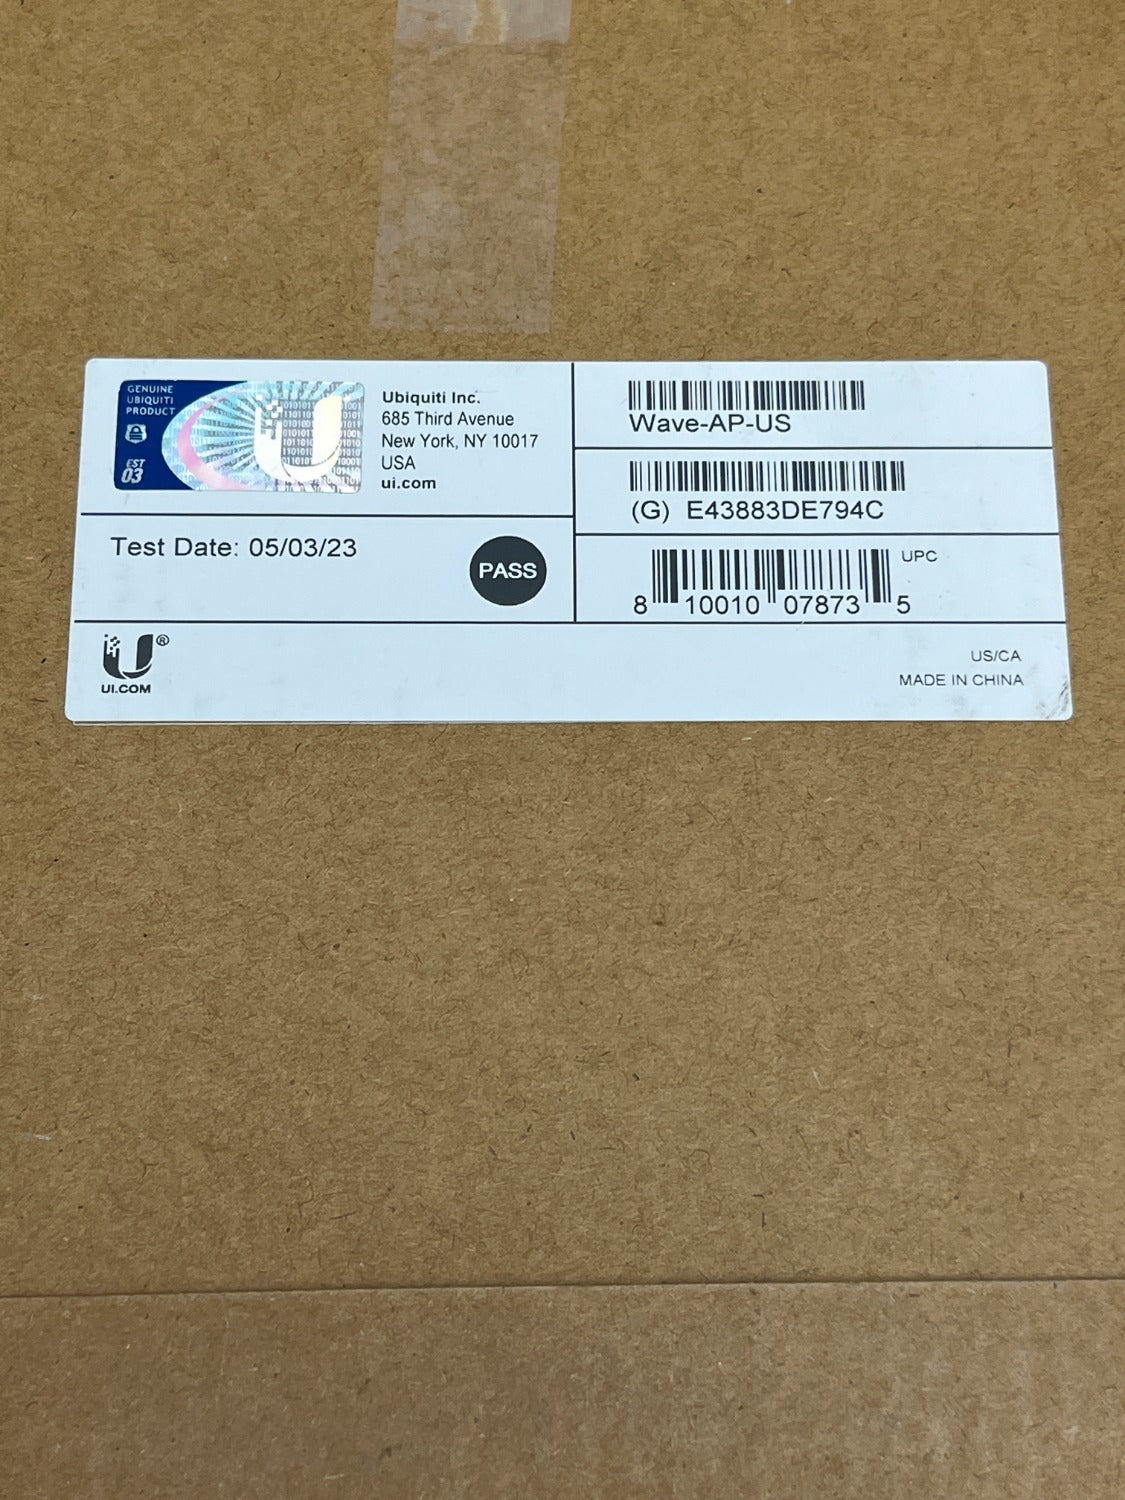 GENUINE
UBIQUITI
PRODUCT
EST
03
Ubiquiti Inc.
685 Third Avenue
New York, NY 10017
USA
ui.com
Test Date: 05/03/23
PASS
Wave-AP-US
(G) E43883DE794C
UPC
8 10010 07873 5
U®
UI.COM
US/CA
MADE IN CHINA